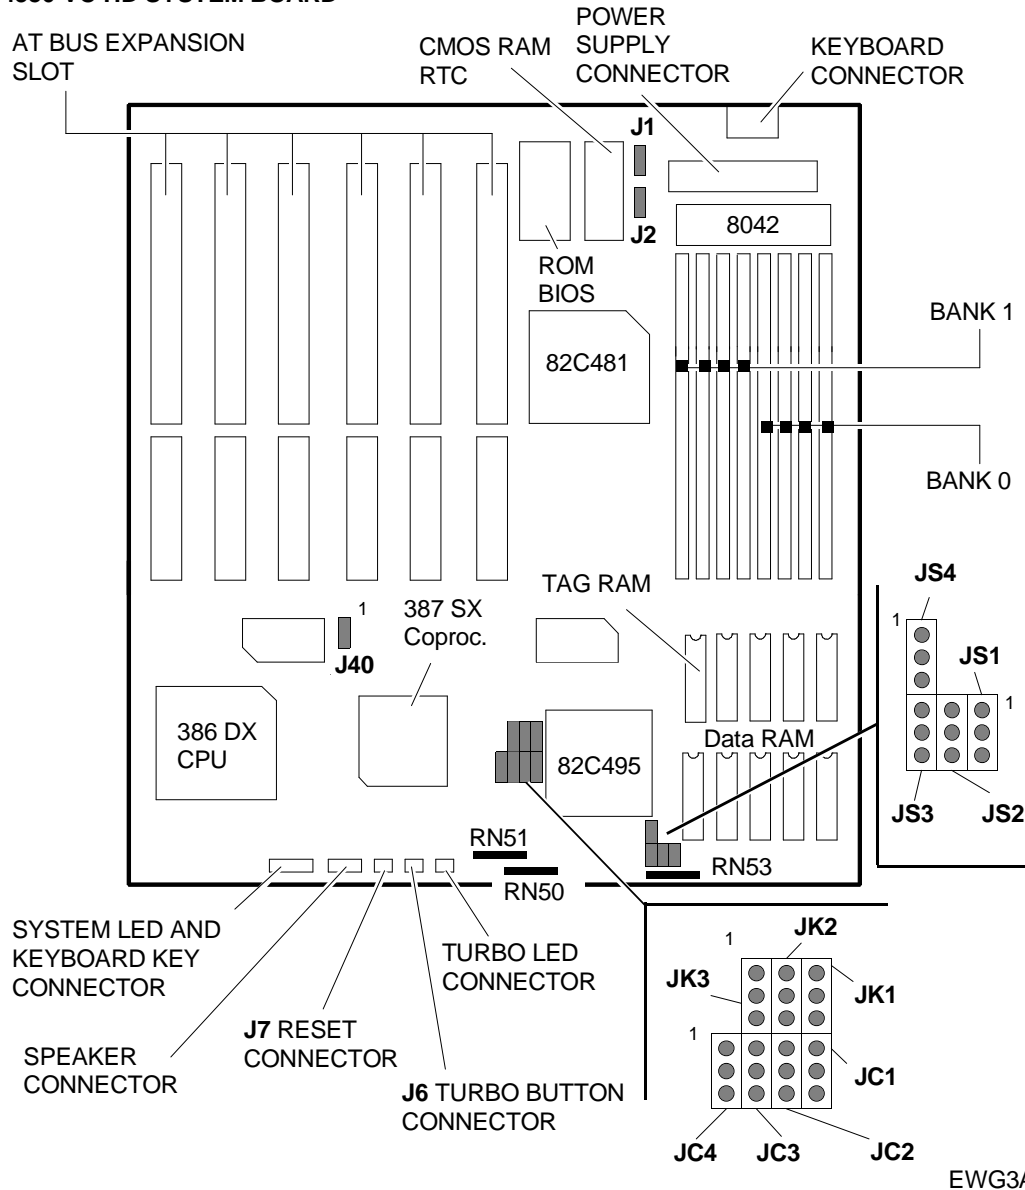 AT BUS EXPANSION
SLOT
CMOS RAM
RTC
POWER
SUPPLY
CONNECTOR
KEYBOARD
CONNECTOR
J1
J2
8042
ROM
BIOS
82C481
BANK 1
BANK 0
TAG RAM
JS4
1
JS1
1
JS3
JS2
1
J40
387 SX
Coproc.
386 DX
CPU
82C495
Data RAM
RN51
RN50
RN53
SYSTEM LED AND
KEYBOARD KEY
CONNECTOR
TURBO LED
CONNECTOR
J7 RESET
CONNECTOR
SPEAKER
CONNECTOR
J6 TURBO BUTTON
CONNECTOR
1
JK2
JK3
JK1
1
JC1
JC4
JC3
JC2
EWG3A